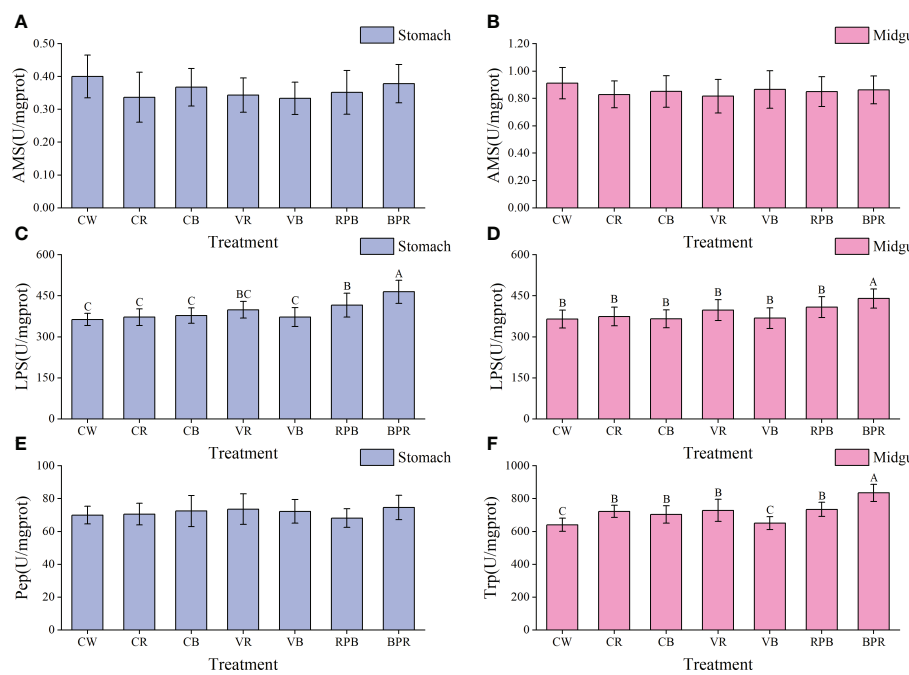 A
Stomach
AMS(U/mgprot)
0.50
0.40
0.30
0.20
0.10
0.00
CW CR CB VR VB RPB BPR
Treatment
B
Midgu
AMS(U/mgprot)
1.20
1.00
0.80
0.60
0.40
0.20
0.00
CW CR CB VR VB RPB BPR
Treatment
C
Stomach
LPS(U/mgprot)
600
450
300
150
0
C C C BC C B A
CW CR CB VR VB RPB BPR
Treatment
D
Midgu
LPS(U/mgprot)
600
450
300
150
0
B B B B B B A
CW CR CB VR VB RPB BPR
Treatment
E
Stomach
Pep(U/mgprot)
100
80
60
40
20
0
CW CR CB VR VB RPB BPR
Treatment
F
Midgu
Trp(U/mgprot)
1000
800
600
400
200
0
C B B B C B A
CW CR CB VR VB RPB BPR
Treatment